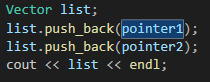 Vector list;
list.push_back(pointer1);
list.push_back(pointer2);
cout << list << endl;